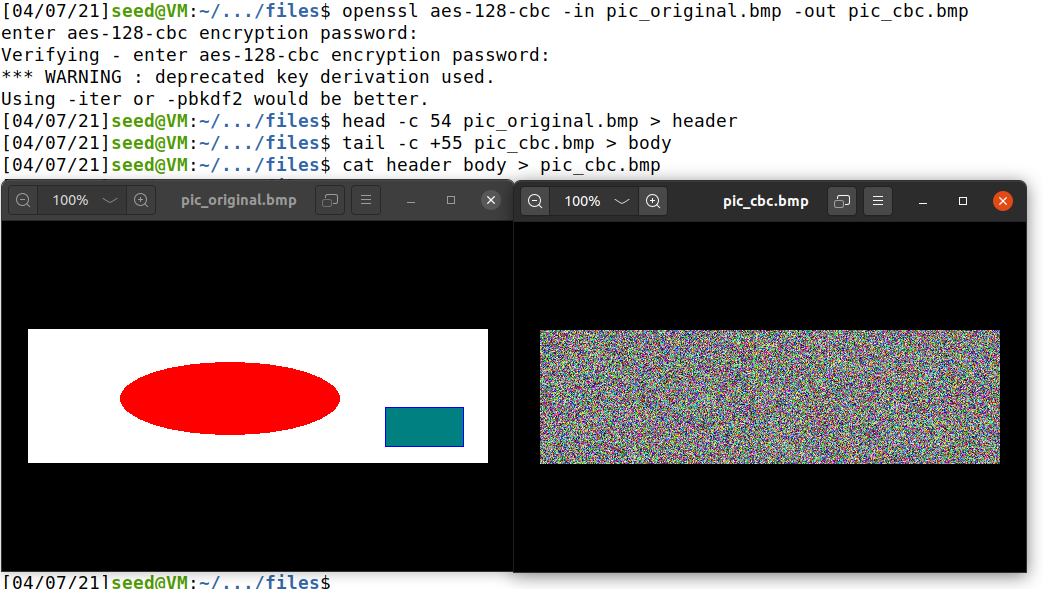 [04/07/21]seed@VM:~/.../files$ openssl aes-128-cbc -in pic_original.bmp -out pic_cbc.bmp
enter aes-128-cbc encryption password:
Verifying - enter aes-128-cbc encryption password:
*** WARNING : deprecated key derivation used.
Using -iter or -pbkdf2 would be better.
[04/07/21]seed@VM:~/.../files$ head -c 54 pic_original.bmp > header
[04/07/21]seed@VM:~/.../files$ tail -c +55 pic_cbc.bmp > body
[04/07/21]seed@VM:~/.../files$ cat header body > pic_cbc.bmp
100% pic_original.bmp
100% pic_cbc.bmp
[04/07/21]seed@VM:~/.../files$